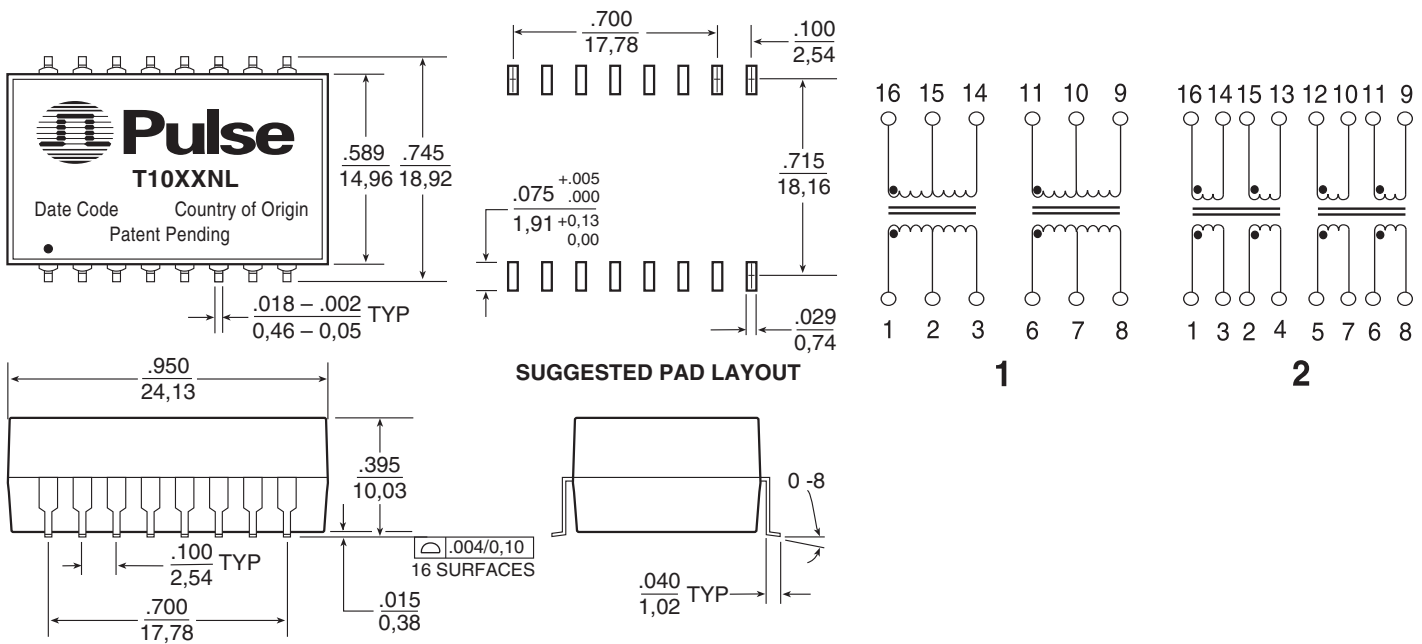 Pulse
T10XXNL
Date Code Country of Origin
Patent Pending
.589
14,96
.745
18,92
.018 – .002 TYP
0,46 – 0,05
.700
17,78
.100
2,54
.075 +.005 .000
1,91 +0,13 0,00
.715
18,16
.029
0,74
SUGGESTED PAD LAYOUT
16 15 14 11 10 9
1 2 3 6 7 8
1
16 14 15 13 12 10 11 9
1 3 2 4 5 7 6 8
2
.950
24,13
.395
10,03
.100 TYP
2,54
.700
17,78
.004/0,10
16 SURFACES
.015
0,38
0 -8
.040 TYP
1,02